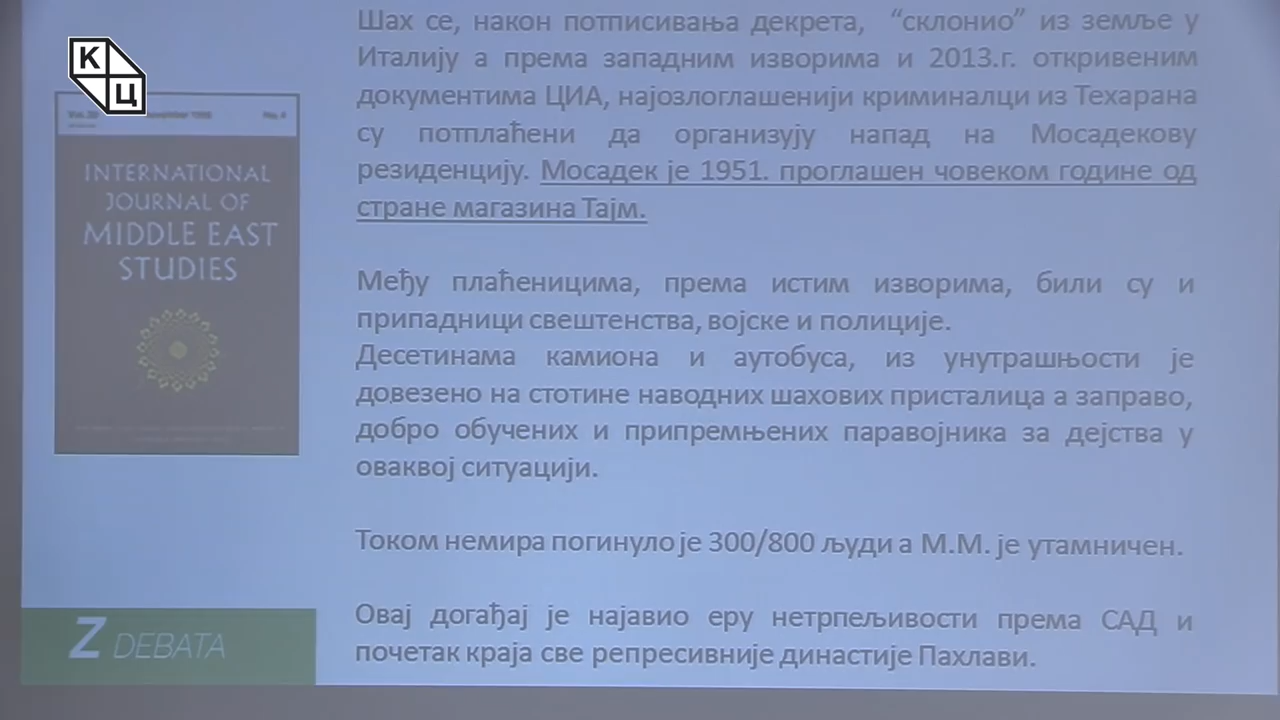 К
Ц
INTERNATIONAL
JOURNAL OF
MIDDLE EAST
STUDIES
Z DEBATA
Шах се, након потписивања декрета, “склонио” из земље у
Италију а према западним изворима и 2013.г. откривеним
документима ЦИА, најозлоглашенији криминалци из Техарана
су потплаћени да организују напад на Мосадекову
резиденцију. Мосадек је 1951. проглашен човеком године од
стране магазина Тајм.
Међу плаћеницима, према истим изворима, били су и
припадници свештенства, војске и полиције.
Десетинама камиона и аутобуса, из унутрашњости је
довезено на стотине наводних шахових присталица а заправо,
добро обучених и припремњених паравојника за дејства у
оваквој ситуацији.
Током немира погинуло је 300/800 људи а М.М. је утамничен.
Овај догађај је најавио еру нетрпељивости према САД и
почетак краја све репресивније династије Пахлави.